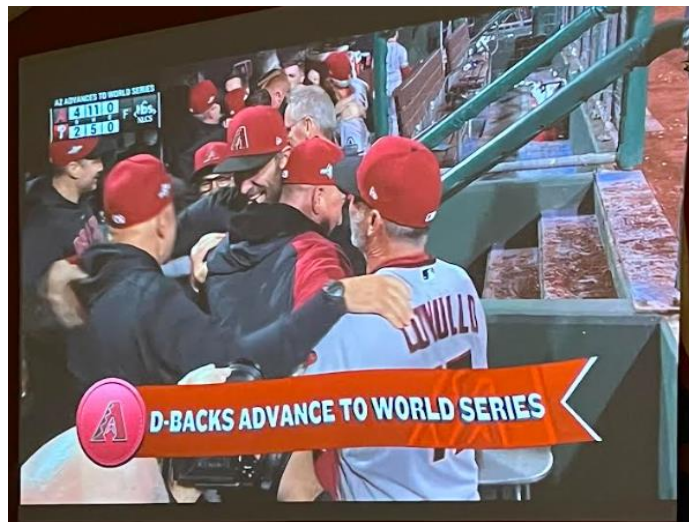 AZ ADVANCES TO WORLD SERIES
A 4 11 0 F
P 2 5 0
NLCS
LOVULLO
D-BACKS ADVANCE TO WORLD SERIES
A